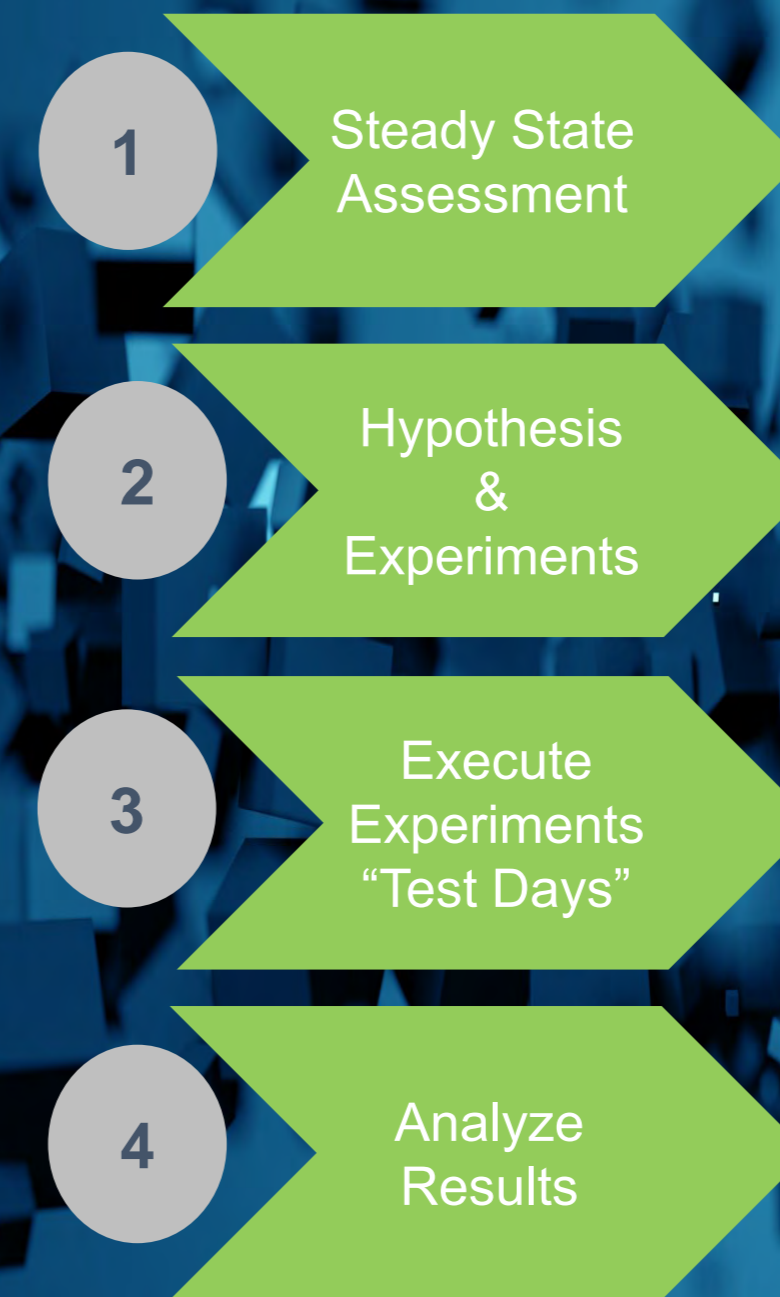 1
Steady State
Assessment
2
Hypothesis
&
Experiments
3
Execute
Experiments
“Test Days”
4
Analyze
Results